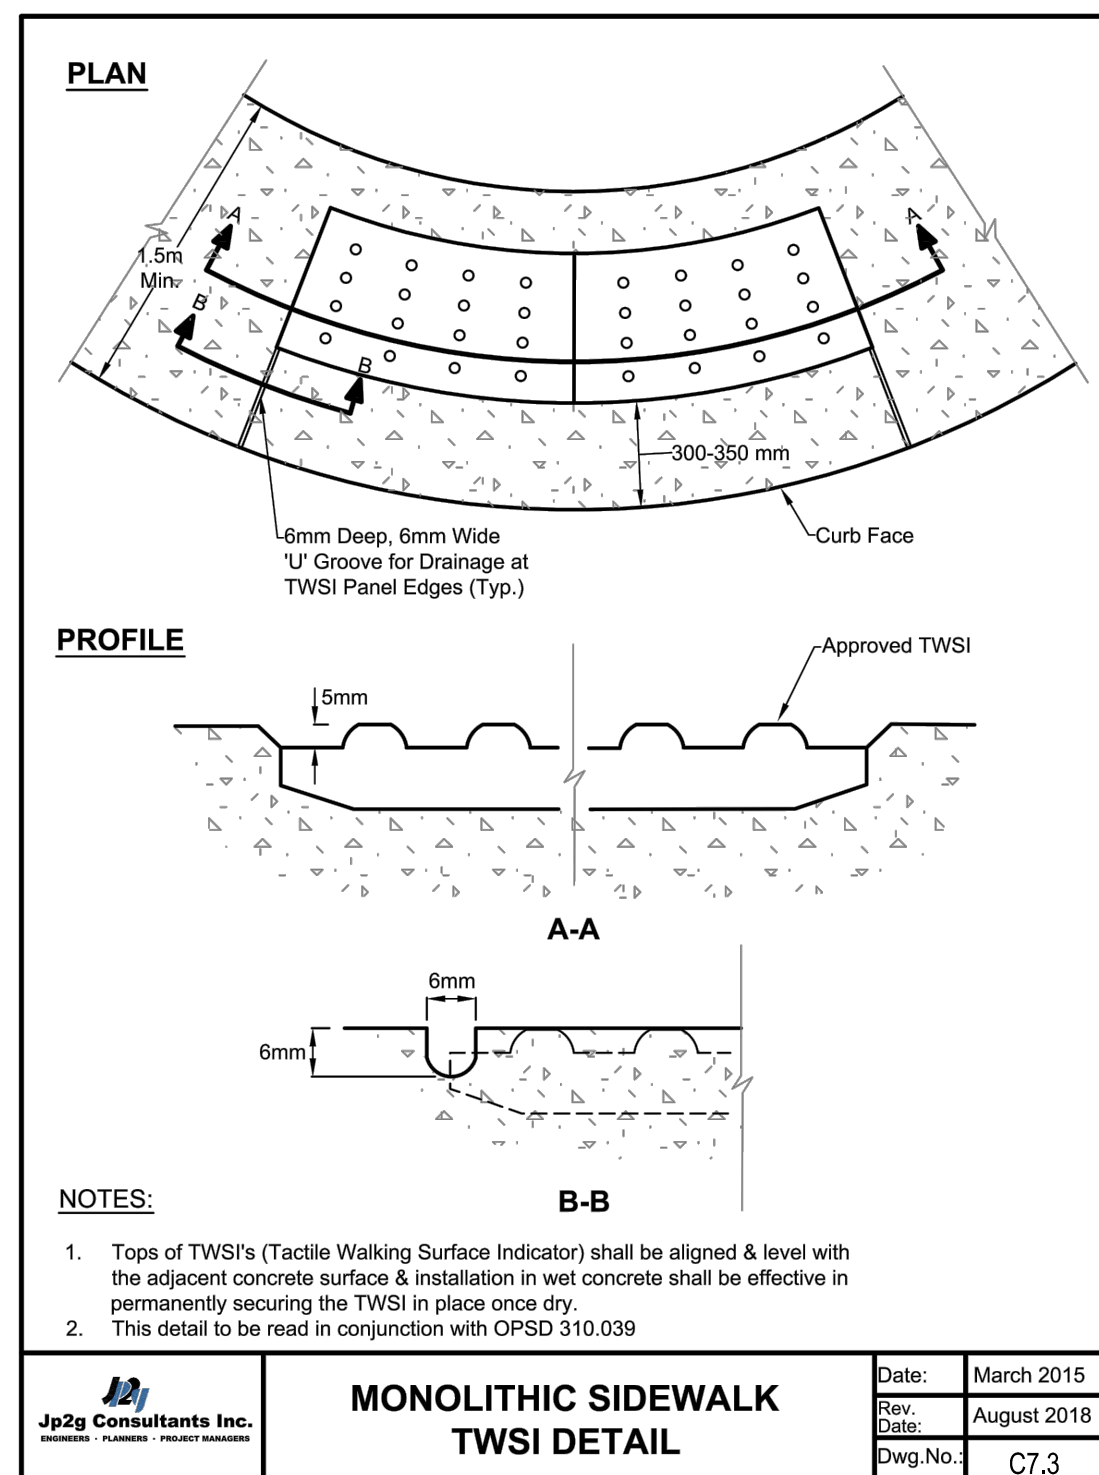 PLAN
A
A
1.5m
Min.
B
B
300-350 mm
Curb Face
6mm Deep, 6mm Wide
'U' Groove for Drainage at
TWSI Panel Edges (Typ.)
PROFILE
Approved TWSI
5mm
A-A
6mm
6mm
B-B
NOTES:
1. Tops of TWSI's (Tactile Walking Surface Indicator) shall be aligned & level with
the adjacent concrete surface & installation in wet concrete shall be effective in
permanently securing the TWSI in place once dry.
2. This detail to be read in conjunction with OPSD 310.039
Jp2g
Jp2g Consultants Inc.
ENGINEERS · PLANNERS · PROJECT MANAGERS
MONOLITHIC SIDEWALK
TWSI DETAIL
Date: March 2015
Rev.
Date: August 2018
Dwg.No.: C7.3